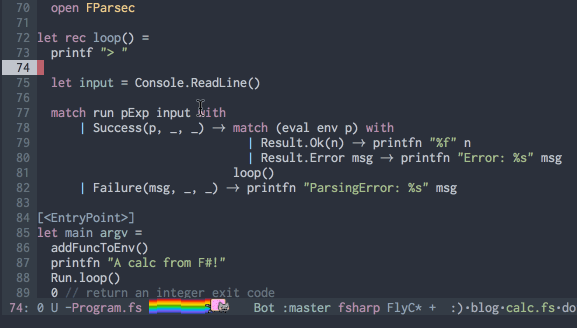 70 open FParsec
71
72 let rec loop() =
73 printf "> "
74
75 let input = Console.ReadLine()
76
77 match run pExp input with
78 | Success(p, _, _) → match (eval env p) with
79 | Result.Ok(n) → printfn "%f" n
80 | Result.Error msg → printfn "Error: %s" msg
81 loop()
82 | Failure(msg, _, _) → printfn "ParsingError: %s" msg
83
84 [<EntryPoint>]
85 let main argv =
86 addFuncToEnv()
87 printfn "A calc from F#!"
88 Run.loop()
89 0 // return an integer exit code
74: 0 U -Program.fs Bot :master fsharp FlyC* + :)·blog·calc.fs·do